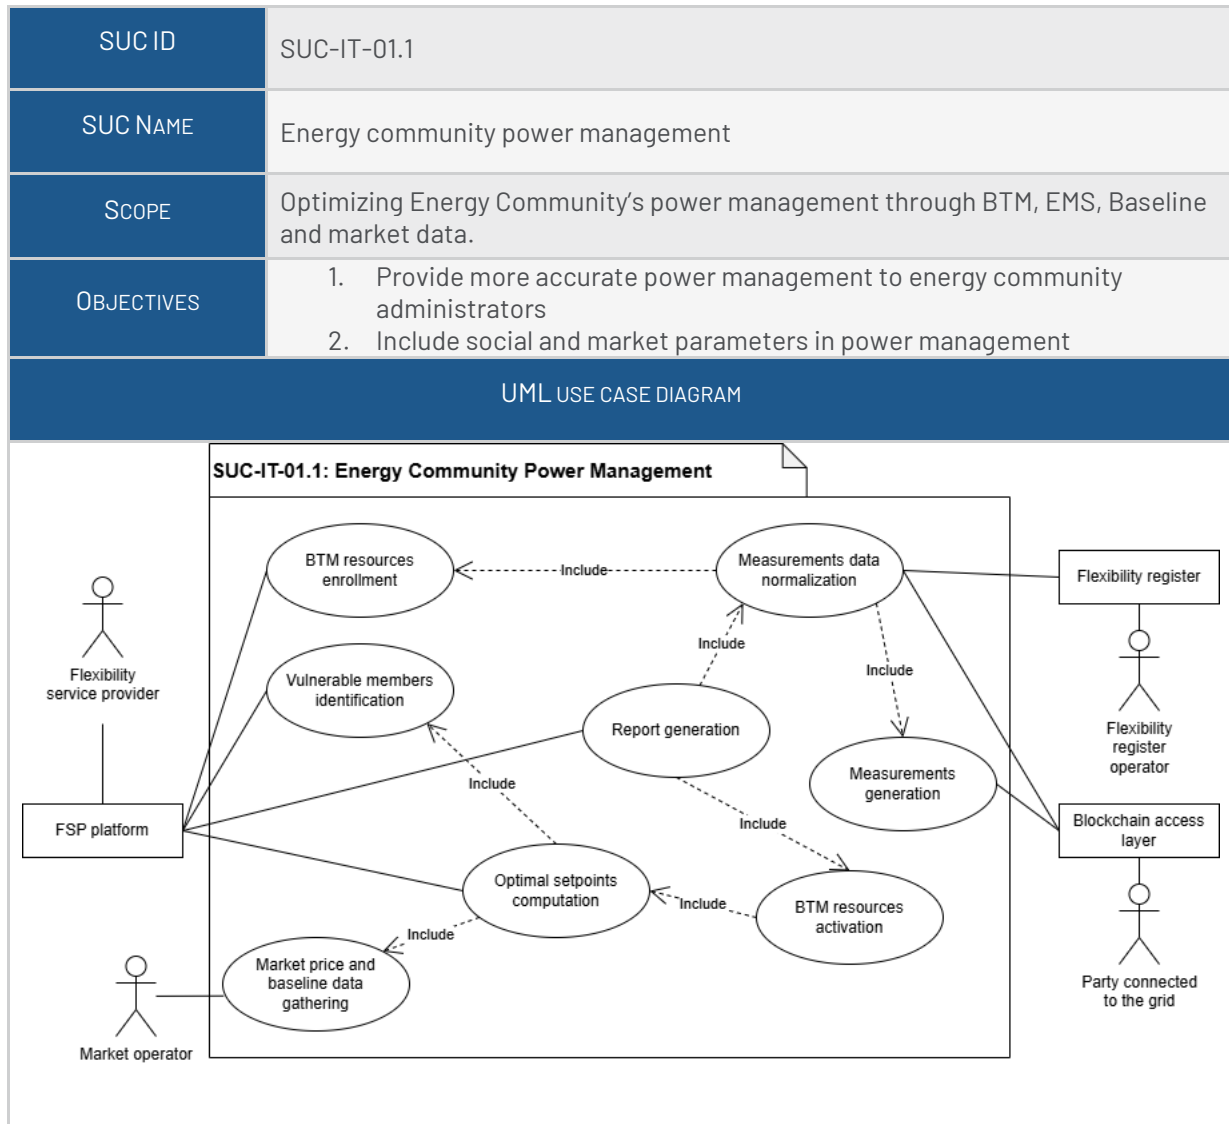 SUC ID
SUC-IT-01.1
SUC NAME
Energy community power management
SCOPE
Optimizing Energy Community's power management through BTM, EMS, Baseline
and market data.
OBJECTIVES
1. Provide more accurate power management to energy community
administrators
2. Include social and market parameters in power management
UML USE CASE DIAGRAM
SUC-IT-01.1: Energy Community Power Management
BTM resources
enrollment
Include
Measurements data
normalization
Flexibility register
Include
Include
Flexibility
service provider
Vulnerable members
identification
Report generation
Flexibility
register
operator
Include
Measurements
generation
FSP platform
Include
Blockchain access
layer
Optimal setpoints
computation
Include
BTM resources
activation
Include
Market price and
baseline data
gathering
Party connected
to the grid
Market operator